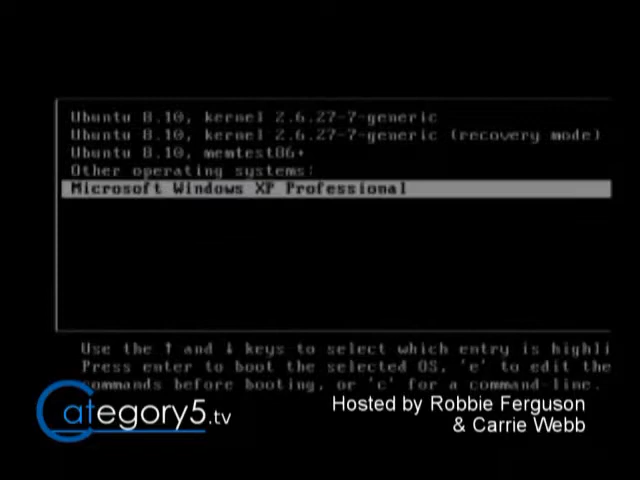 Ubuntu 8.10, kernel 2.6.27-7-generic
Ubuntu 8.10, kernel 2.6.27-7-generic (recovery mode)
Ubuntu 8.10, memtest86+
Other operating systems:
Microsoft Windows XP Professional
Use the ↑ and ↓ keys to select which entry is highli
Press enter to boot the selected OS, 'e' to edit the
commands before booting, or 'c' for a command-line.
Category5.tv
Hosted by Robbie Ferguson
& Carrie Webb